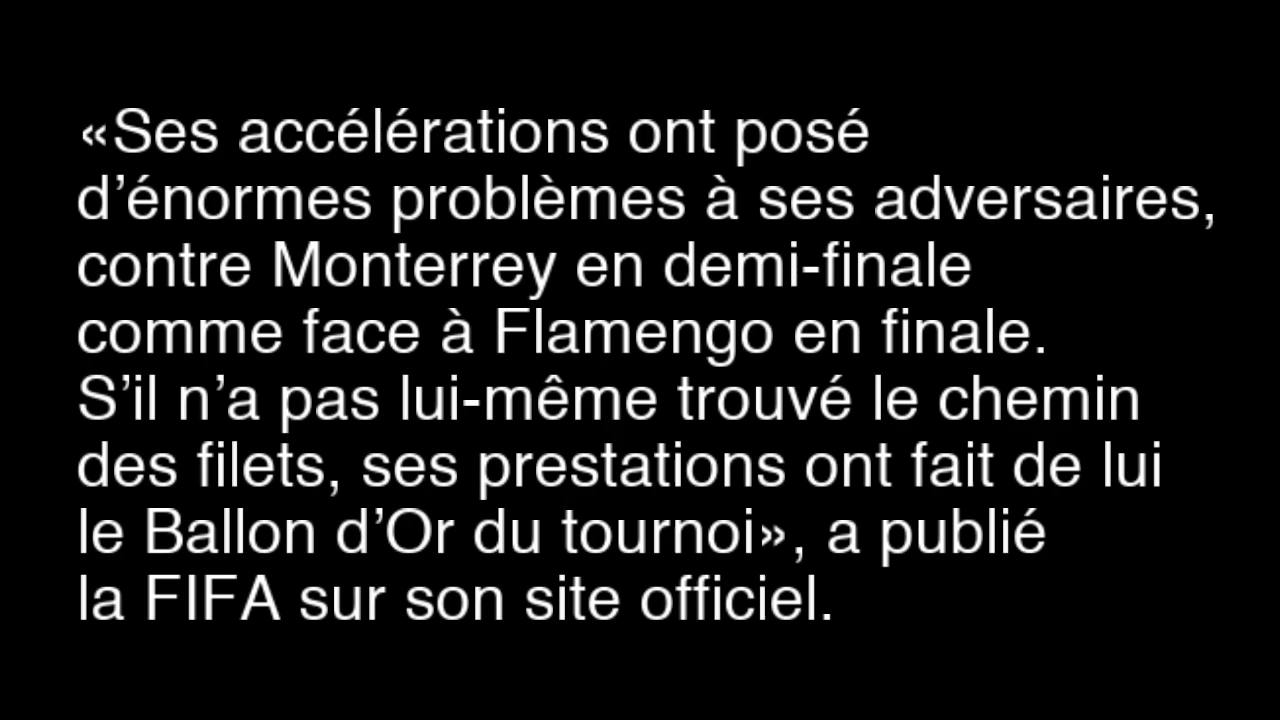 «Ses accélérations ont posé
d’énormes problèmes à ses adversaires,
contre Monterrey en demi-finale
comme face à Flamengo en finale.
S’il n’a pas lui-même trouvé le chemin
des filets, ses prestations ont fait de lui
le Ballon d’Or du tournoi», a publié
la FIFA sur son site officiel.